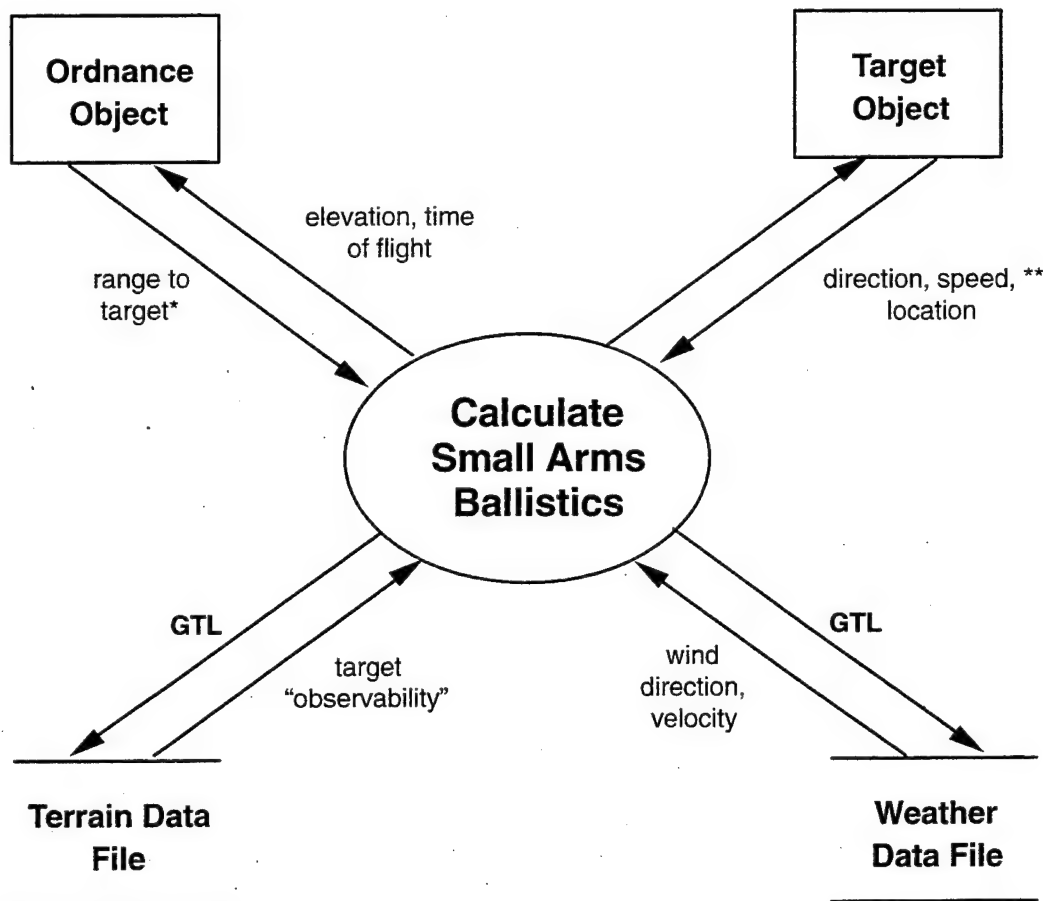 Ordnance
Object
Target
Object
elevation, time
of flight
range to
target*
direction, speed, **
location
Calculate
Small Arms
Ballistics
GTL
target
“observability”
GTL
wind
direction,
velocity
Terrain Data
File
Weather
Data File